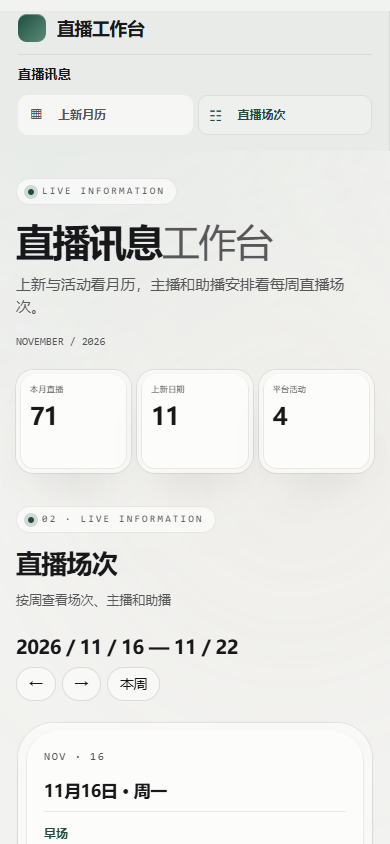 直播工作台
直播讯息
上新月历
直播场次
LIVE INFORMATION
直播讯息工作台
上新与活动看月历，主播和助播安排看每周直播场
次。
NOVEMBER / 2026
本月直播
71
上新日期
11
平台活动
4
02 · LIVE INFORMATION
直播场次
按周查看场次、主播和助播
2026 / 11 / 16 — 11 / 22
← → 本周
NOV · 16
11月16日 • 周一
早场